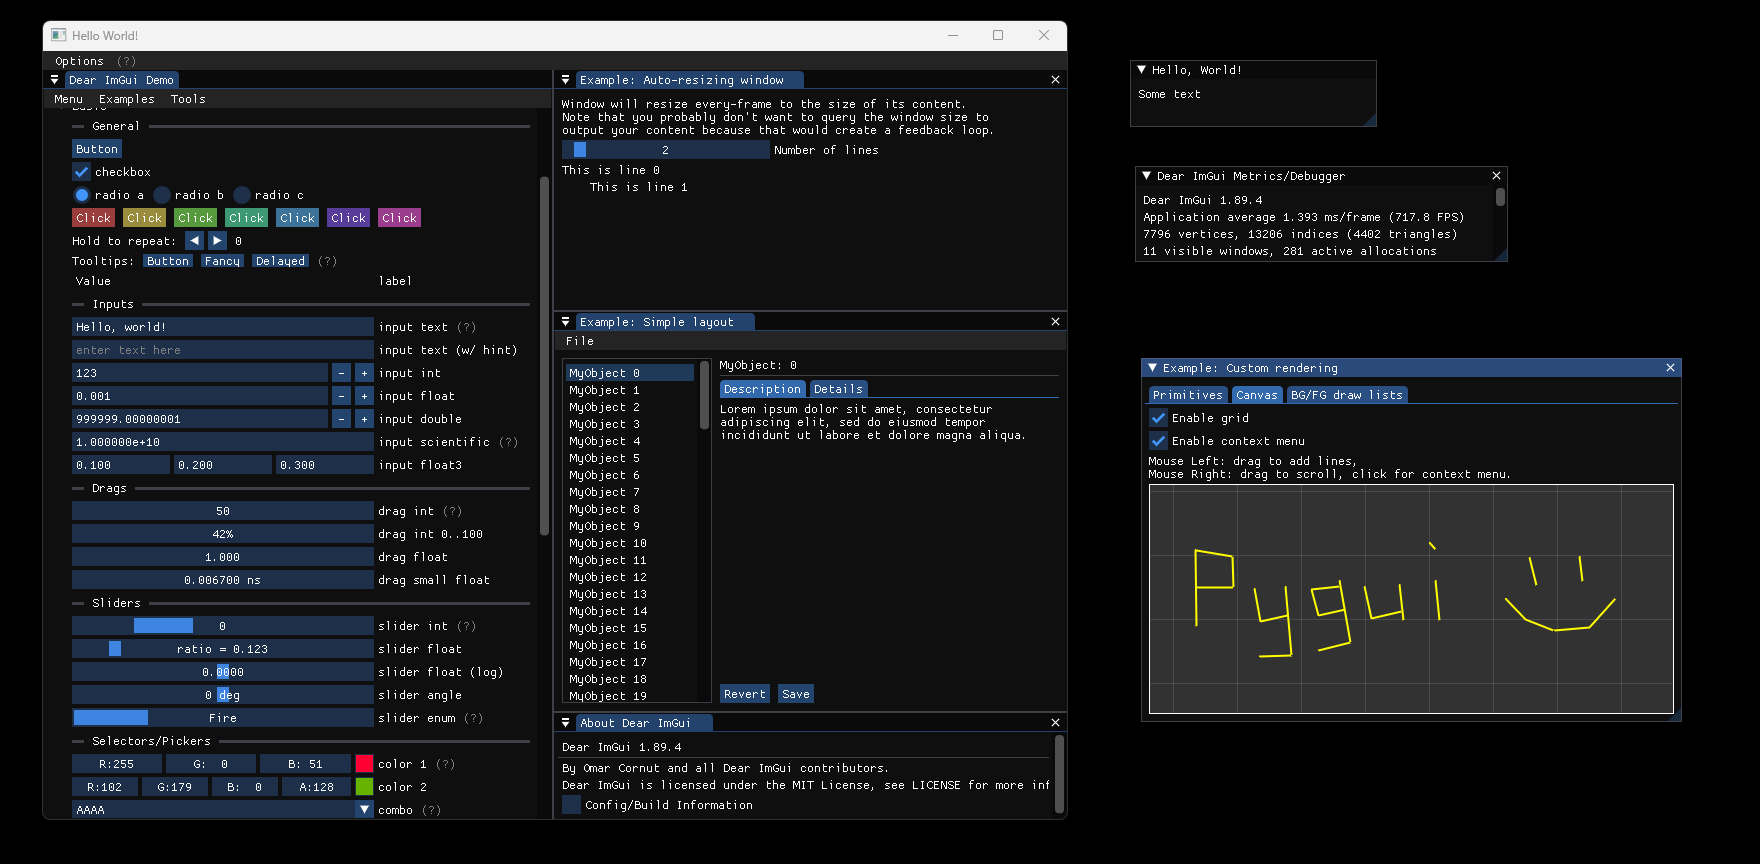 Hello World!
Options (?)
Dear ImGui Demo
Menu Examples Tools
General
Button
checkbox
radio a radio b radio c
Click Click Click Click Click Click Click
Hold to repeat: 0
Tooltips: Button Fancy Delayed (?)
Value label
Inputs
Hello, world! input text (?)
enter text here input text (w/ hint)
123 - + input int
0.001 - + input float
999999.00000001 - + input double
1.000000e+10 input scientific (?)
0.100 0.200 0.300 input float3
Drags
50 drag int (?)
42% drag int 0..100
1.000 drag float
0.006700 ns drag small float
Sliders
0 slider int (?)
ratio = 0.123 slider float
0.0000 slider float (log)
0 deg slider angle
Fire slider enum (?)
Selectors/Pickers
R:255 G: 0 B: 51 color 1 (?)
R:102 G:179 B: 0 A:128 color 2
AAAA combo (?)
Example: Auto-resizing window
Window will resize every-frame to the size of its content.
Note that you probably don't want to query the window size to
output your content because that would create a feedback loop.
2 Number of lines
This is line 0
This is line 1
Example: Simple layout
File
MyObject 0
MyObject 1
MyObject 2
MyObject 3
MyObject 4
MyObject 5
MyObject 6
MyObject 7
MyObject 8
MyObject 9
MyObject 10
MyObject 11
MyObject 12
MyObject 13
MyObject 14
MyObject 15
MyObject 16
MyObject 17
MyObject 18
MyObject 19
MyObject: 0
Description Details
Lorem ipsum dolor sit amet, consectetur
adipiscing elit, sed do eiusmod tempor
incididunt ut labore et dolore magna aliqua.
Revert Save
About Dear ImGui
Dear ImGui 1.89.4
By Omar Cornut and all Dear ImGui contributors.
Dear ImGui is licensed under the MIT License, see LICENSE for more inf
Config/Build Information
Hello, World!
Some text
Dear ImGui Metrics/Debugger
Dear ImGui 1.89.4
Application average 1.393 ms/frame (717.8 FPS)
7796 vertices, 13206 indices (4402 triangles)
11 visible windows, 281 active allocations
Example: Custom rendering
Primitives Canvas BG/FG draw lists
Enable grid
Enable context menu
Mouse Left: drag to add lines,
Mouse Right: drag to scroll, click for context menu.
Pygui